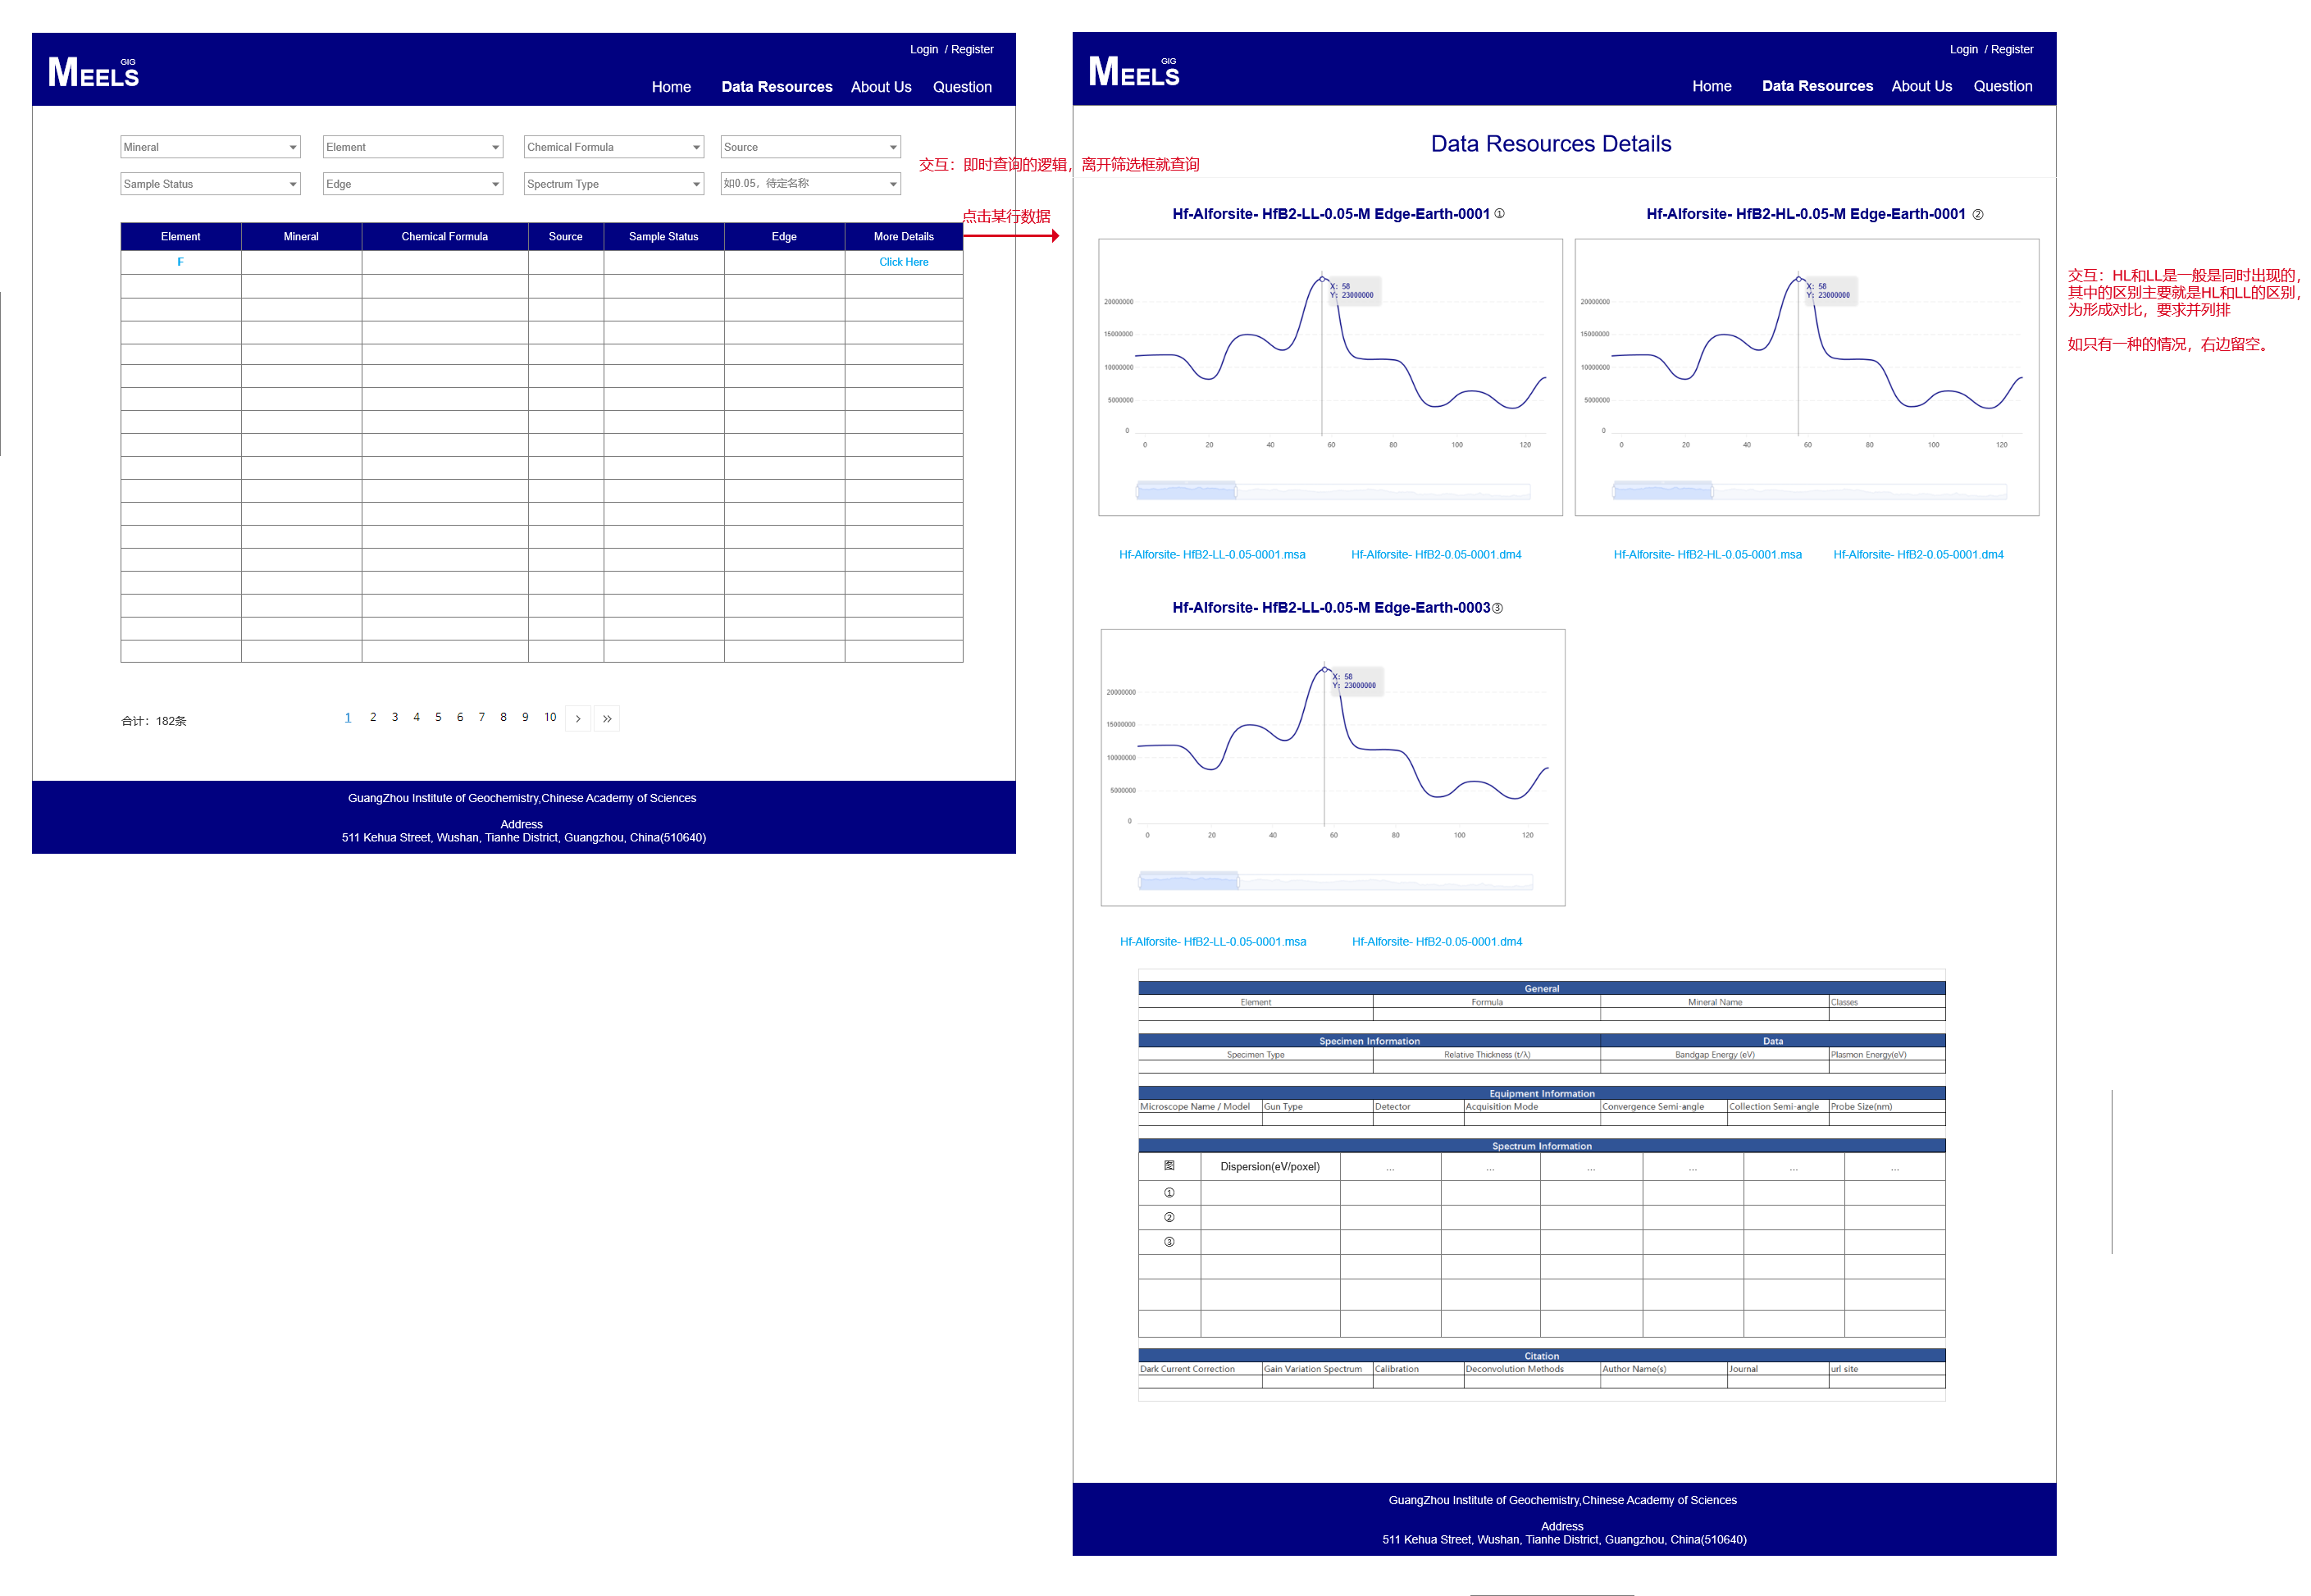 Login / Register
GIG
MEELS
Home Data Resources About Us Question
Mineral Element Chemical Formula Source
Sample Status Edge Spectrum Type 如0.05，待定名称
交互：即时查询的逻辑，离开筛选框就查询
点击某行数据
Element Mineral Chemical Formula Source Sample Status Edge More Details
F Click Here
合计：182条
1 2 3 4 5 6 7 8 9 10 > >>
GuangZhou Institute of Geochemistry,Chinese Academy of Sciences
Address
511 Kehua Street, Wushan, Tianhe District, Guangzhou, China(510640)
Login / Register
GIG
MEELS
Home Data Resources About Us Question
Data Resources Details
Hf-Alforsite- HfB2-LL-0.05-M Edge-Earth-0001 ①
X: 58
Y: 23000000
20000000
15000000
10000000
5000000
0
0 20 40 60 80 100 120
Hf-Alforsite- HfB2-LL-0.05-0001.msa Hf-Alforsite- HfB2-0.05-0001.dm4
Hf-Alforsite- HfB2-HL-0.05-M Edge-Earth-0001 ②
X: 58
Y: 23000000
20000000
15000000
10000000
5000000
0
0 20 40 60 80 100 120
Hf-Alforsite- HfB2-HL-0.05-0001.msa Hf-Alforsite- HfB2-0.05-0001.dm4
交互：HL和LL是一般是同时出现的，
其中的区别主要就是HL和LL的区别，
为形成对比，要求并列排
如只有一种的情况，右边留空。
Hf-Alforsite- HfB2-LL-0.05-M Edge-Earth-0003③
X: 58
Y: 23000000
20000000
15000000
10000000
5000000
0
0 20 40 60 80 100 120
Hf-Alforsite- HfB2-LL-0.05-0001.msa Hf-Alforsite- HfB2-0.05-0001.dm4
General
Element Formula Mineral Name Classes
Specimen Information Data
Specimen Type Relative Thickness (t/λ) Bandgap Energy (eV) Plasmon Energy(eV)
Equipment Information
Microscope Name / Model Gun Type Detector Acquisition Mode Convergence Semi-angle Collection Semi-angle Probe Size(nm)
Spectrum Information
图 Dispersion(eV/poxel) ... ... ... ... ... ...
①
②
③
Citation
Dark Current Correction Gain Variation Spectrum Calibration Deconvolution Methods Author Name(s) Journal url site
GuangZhou Institute of Geochemistry,Chinese Academy of Sciences
Address
511 Kehua Street, Wushan, Tianhe District, Guangzhou, China(510640)